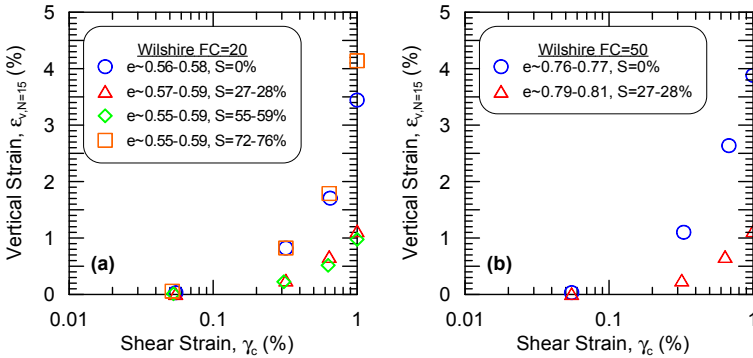 Wilshire FC=20
e~0.56-0.58, S=0%
e~0.57-0.59, S=27-28%
e~0.55-0.59, S=55-59%
e~0.55-0.59, S=72-76%
(a)
5
4
3
2
1
0
0.01
0.1
1
Vertical Strain, εv,N=15 (%)
Shear Strain, γc (%)
Wilshire FC=50
e~0.76-0.77, S=0%
e~0.79-0.81, S=27-28%
(b)
5
4
3
2
1
0
0.01
0.1
1
Vertical Strain, εv,N=15 (%)
Shear Strain, γc (%)